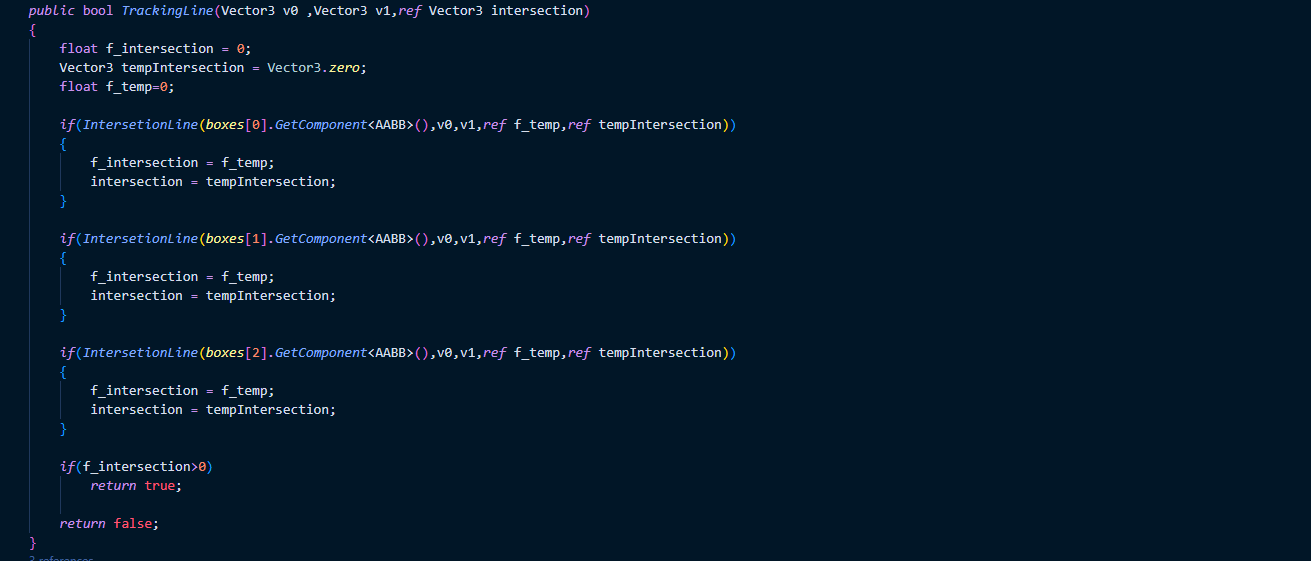 public bool TrackingLine(Vector3 v0 ,Vector3 v1,ref Vector3 intersection)
{
    float f_intersection = 0;
    Vector3 tempIntersection = Vector3.zero;
    float f_temp=0;

    if(IntersetionLine(boxes[0].GetComponent<AABB>(),v0,v1,ref f_temp,ref tempIntersection))
    {
        f_intersection = f_temp;
        intersection = tempIntersection;
    }

    if(IntersetionLine(boxes[1].GetComponent<AABB>(),v0,v1,ref f_temp,ref tempIntersection))
    {
        f_intersection = f_temp;
        intersection = tempIntersection;
    }

    if(IntersetionLine(boxes[2].GetComponent<AABB>(),v0,v1,ref f_temp,ref tempIntersection))
    {
        f_intersection = f_temp;
        intersection = tempIntersection;
    }

    if(f_intersection>0)
        return true;

    return false;
}
references